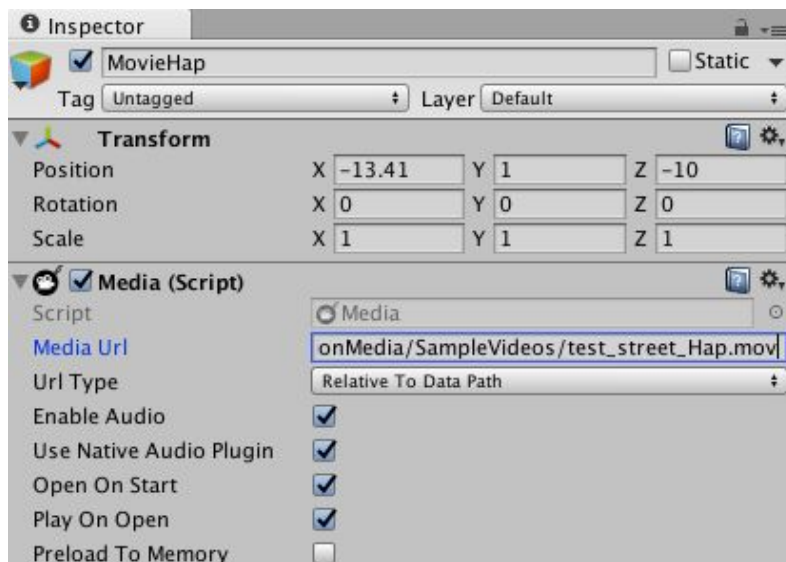 Inspector
MovieHap Static
Tag Untagged Layer Default
Transform
Position X -13.41 Y 1 Z -10
Rotation X 0 Y 0 Z 0
Scale X 1 Y 1 Z 1
Media (Script)
Script Media
Media Url onMedia/SampleVideos/test_street_Hap.mov
Url Type Relative To Data Path
Enable Audio
Use Native Audio Plugin
Open On Start
Play On Open
Preload To Memory